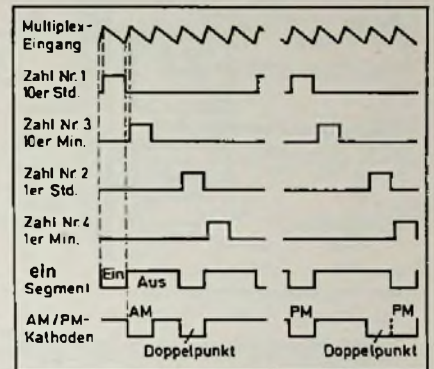 Multiplex-
Eingang
Zahl Nr. 1
10er Std.
Zahl Nr. 3
10er Min.
Zahl Nr. 2
1er Std.
Zahl Nr. 4
1er Min.
ein
Segment
Ein
Aus
AM/PM-
Kathoden
AM
PM
PM
Doppelpunkt
Doppelpunkt